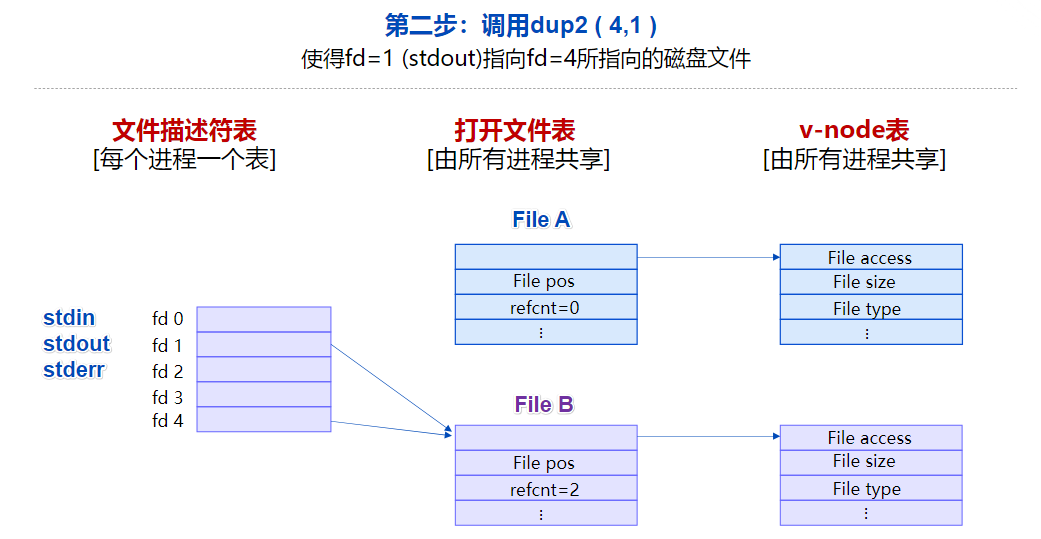 第二步：调用dup2 ( 4,1 )
使得fd=1 (stdout)指向fd=4所指向的磁盘文件
文件描述符表
[每个进程一个表]
打开文件表
[由所有进程共享]
v-node表
[由所有进程共享]
File A
File pos
refcnt=0
⋮
File access
File size
File type
⋮
stdin fd 0
stdout fd 1
stderr fd 2
fd 3
fd 4
File B
File pos
refcnt=2
⋮
File access
File size
File type
⋮